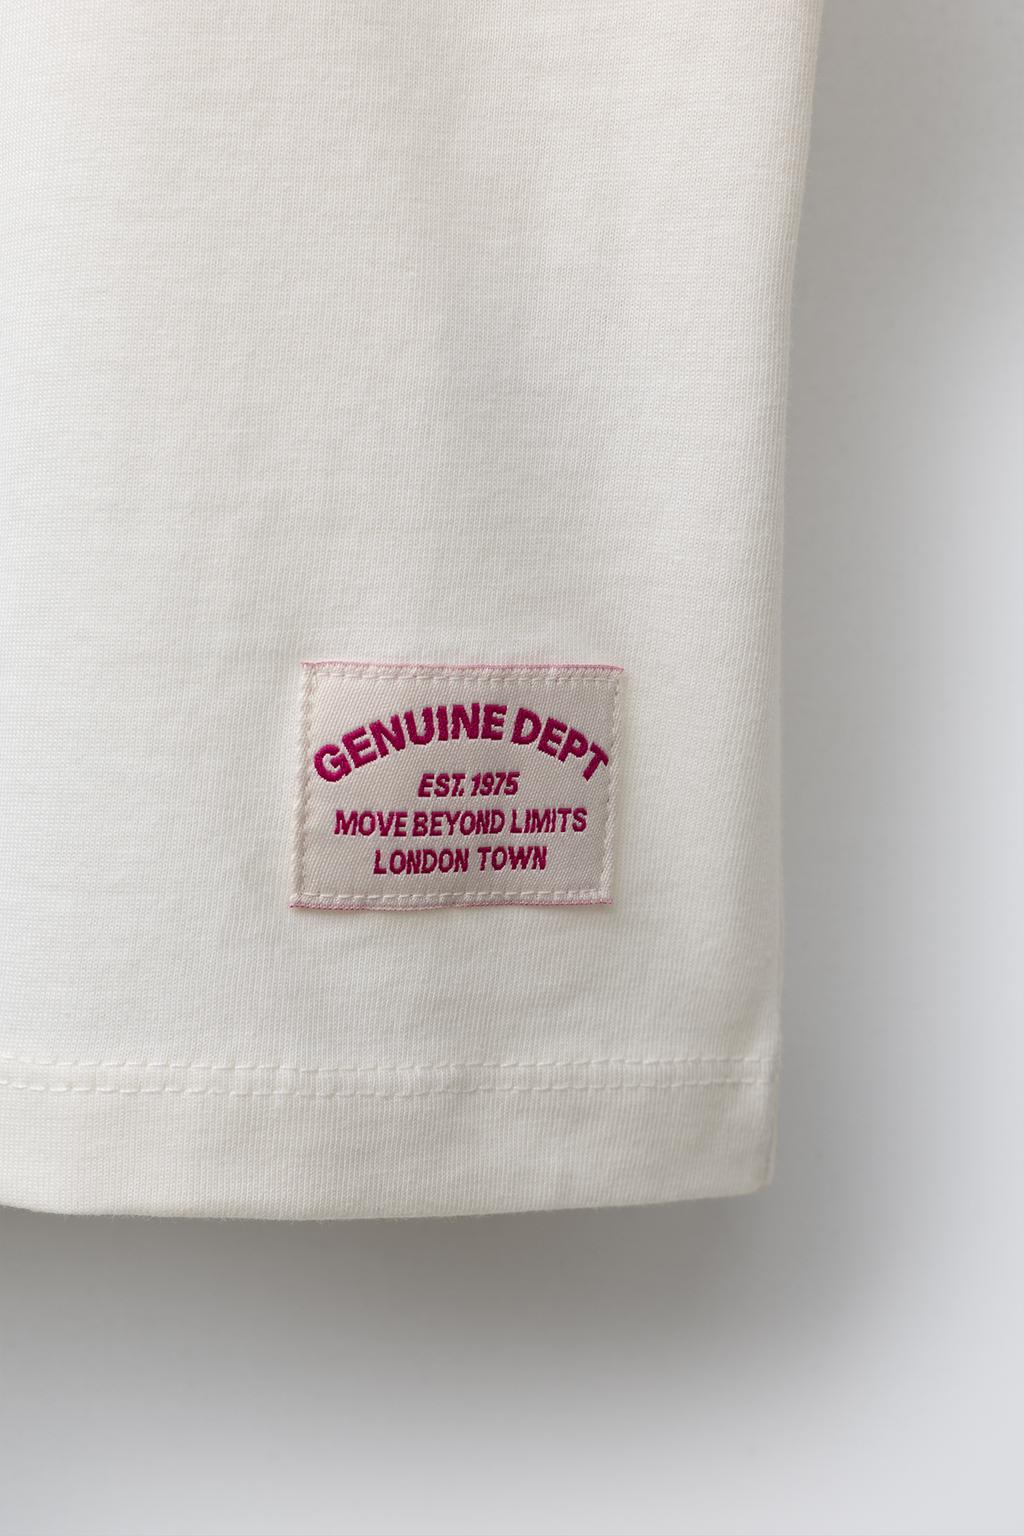 GENUINE DEPT
EST. 1975
MOVE BEYOND LIMITS
LONDON TOWN